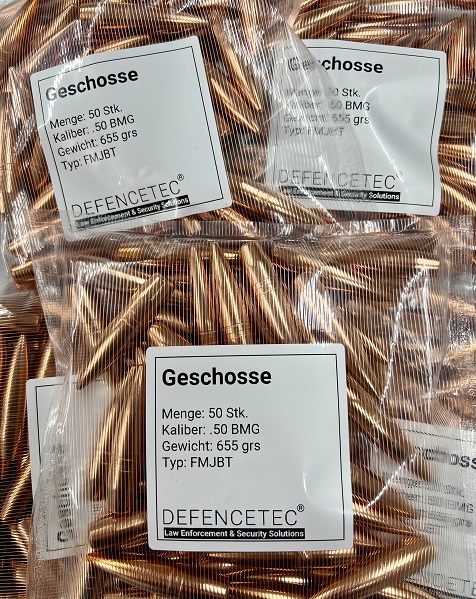 Geschosse
Menge: 50 Stk.
Kaliber: .50 BMG
Gewicht: 655 grs
Typ: FMJBT
DEFENCETEC®
Law Enforcement & Security Solutions
Geschosse
Menge: 50 Stk.
Kaliber: .50 BMG
Gewicht: 655 grs
Typ: FMJBT
DEFENCETEC®
Law Enforcement & Security Solutions
Geschosse
Menge: 50 Stk.
Kaliber: .50 BMG
Gewicht: 655 grs
Typ: FMJBT
DEFENCETEC®
Law Enforcement & Security Solutions